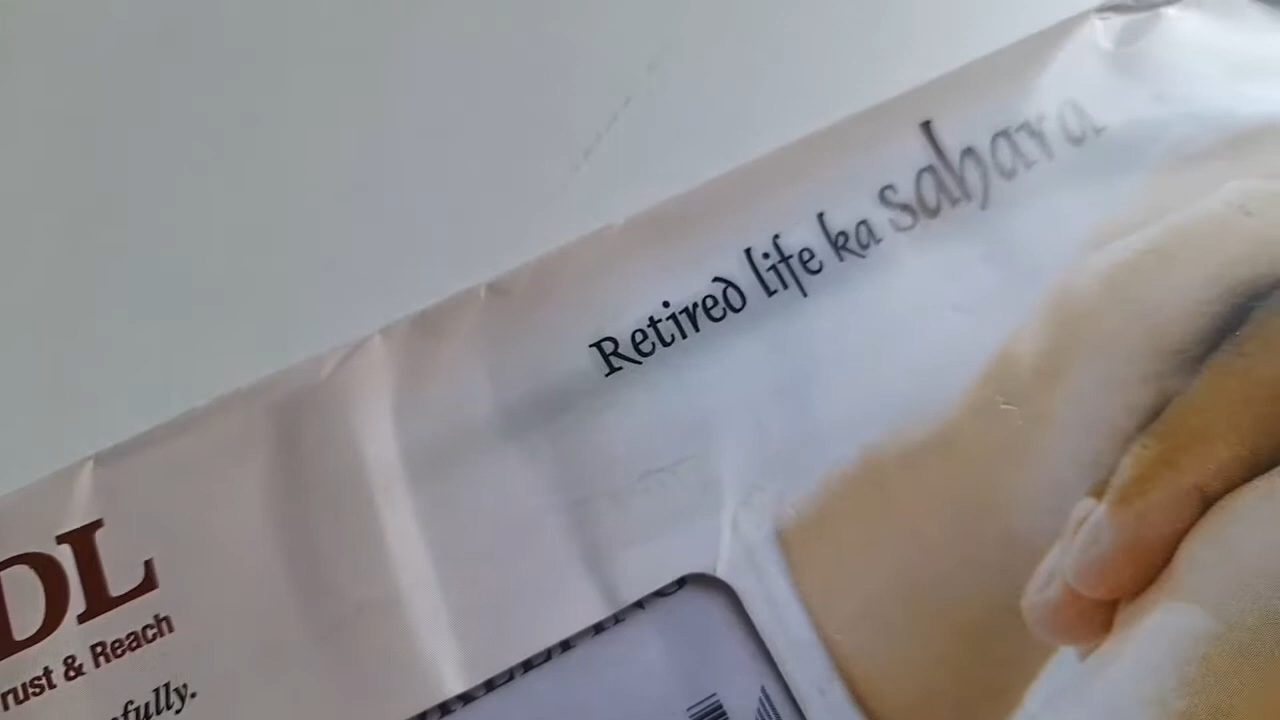 Retired life ka sahara
DL
rust & Reach
fully.